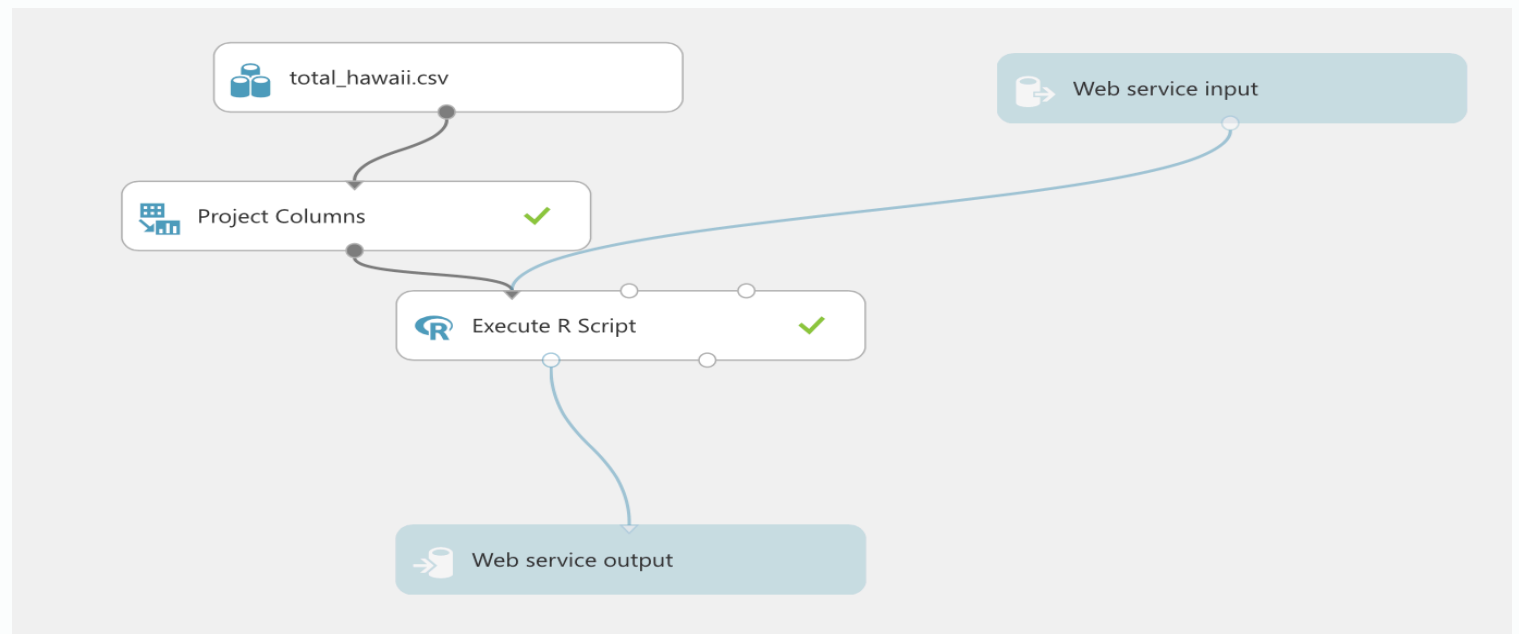 total_hawaii.csv
Web service input
Project Columns
Execute R Script
Web service output